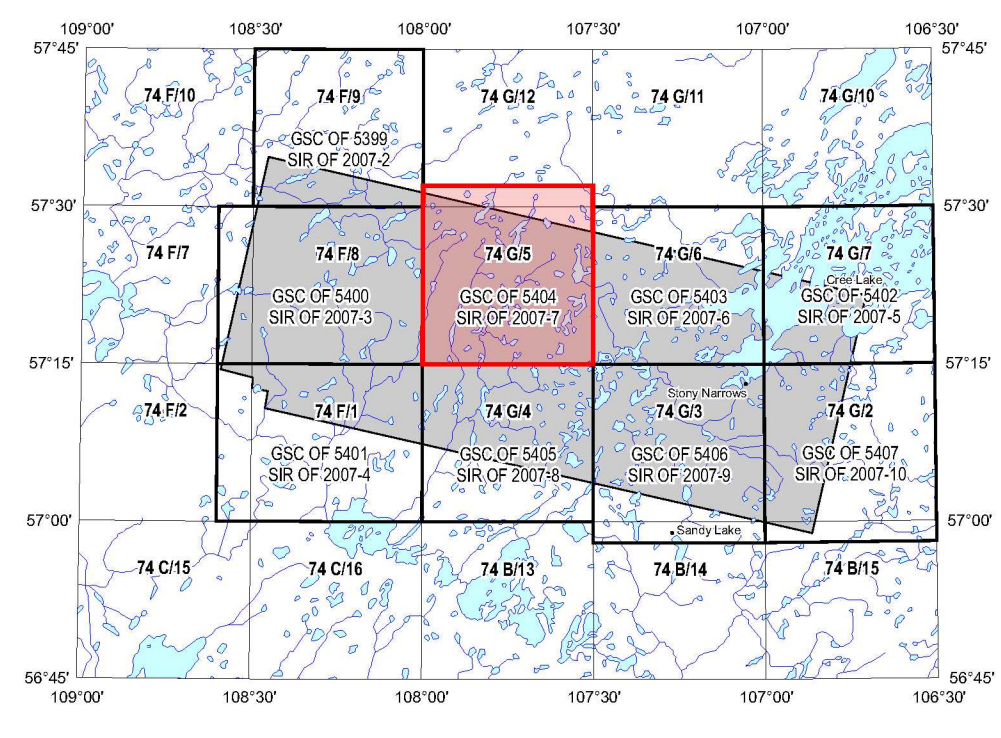 109°00' 108°30' 108°00' 107°30' 107°00' 106°30'
57°45' 57°45'
74 F/10 74 F/9 74 G/12 74 G/11 74 G/10
GSC OF 5399
SIR OF 2007-2
57°30' 57°30'
74 F/7 74 F/8 74 G/5 74 G/6 74 G/7
Cree Lake
GSC OF 5400 GSC OF 5404 GSC OF 5403 GSC OF 5402
SIR OF 2007-3 SIR OF 2007-7 SIR OF 2007-6 SIR OF 2007-5
57°15' 57°15'
Stony Narrows
74 F/2 74 F/1 74 G/4 74 G/3 74 G/2
GSC OF 5401 GSC OF 5405 GSC OF 5406 GSC OF 5407
SIR OF 2007-4 SIR OF 2007-8 SIR OF 2007-9 SIR OF 2007-10
57°00' 57°00'
Sandy Lake
74 C/15 74 C/16 74 B/13 74 B/14 74 B/15
56°45' 56°45'
109°00' 108°30' 108°00' 107°30' 107°00' 106°30'